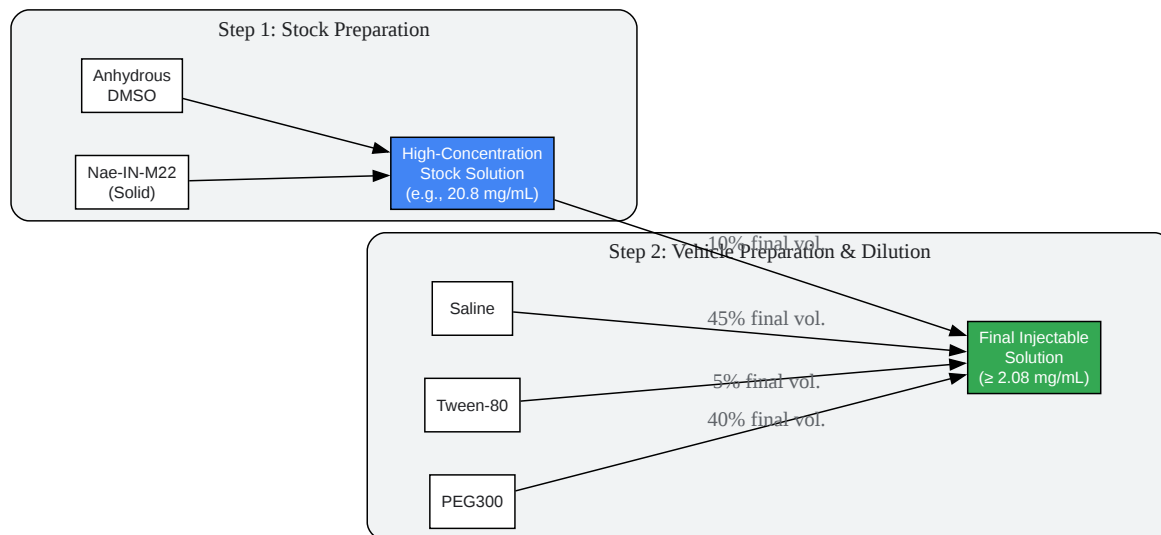 Step 1: Stock Preparation
Anhydrous
DMSO
Nae-IN-M22
(Solid)
High-Concentration
Stock Solution
(e.g., 20.8 mg/mL)
10% final vol.
Step 2: Vehicle Preparation & Dilution
Saline
45% final vol.
Final Injectable
Solution
(≥ 2.08 mg/mL)
Tween-80
5% final vol.
40% final vol.
PEG300